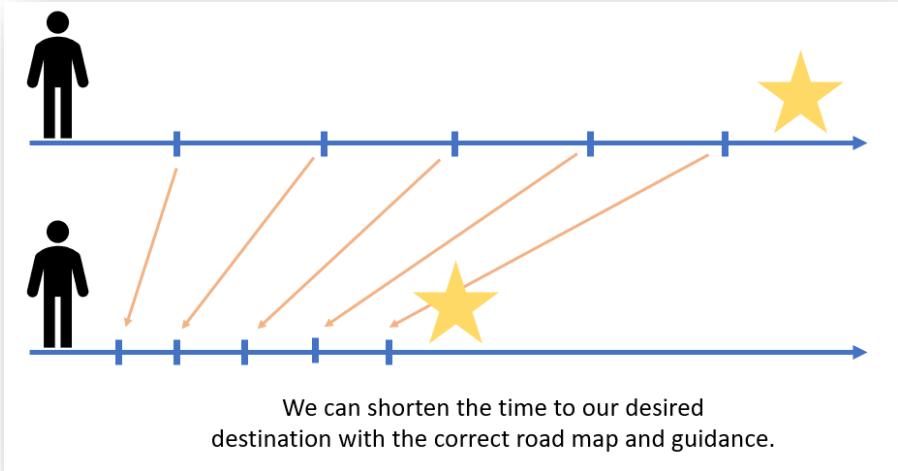 We can shorten the time to our desired
destination with the correct road map and guidance.